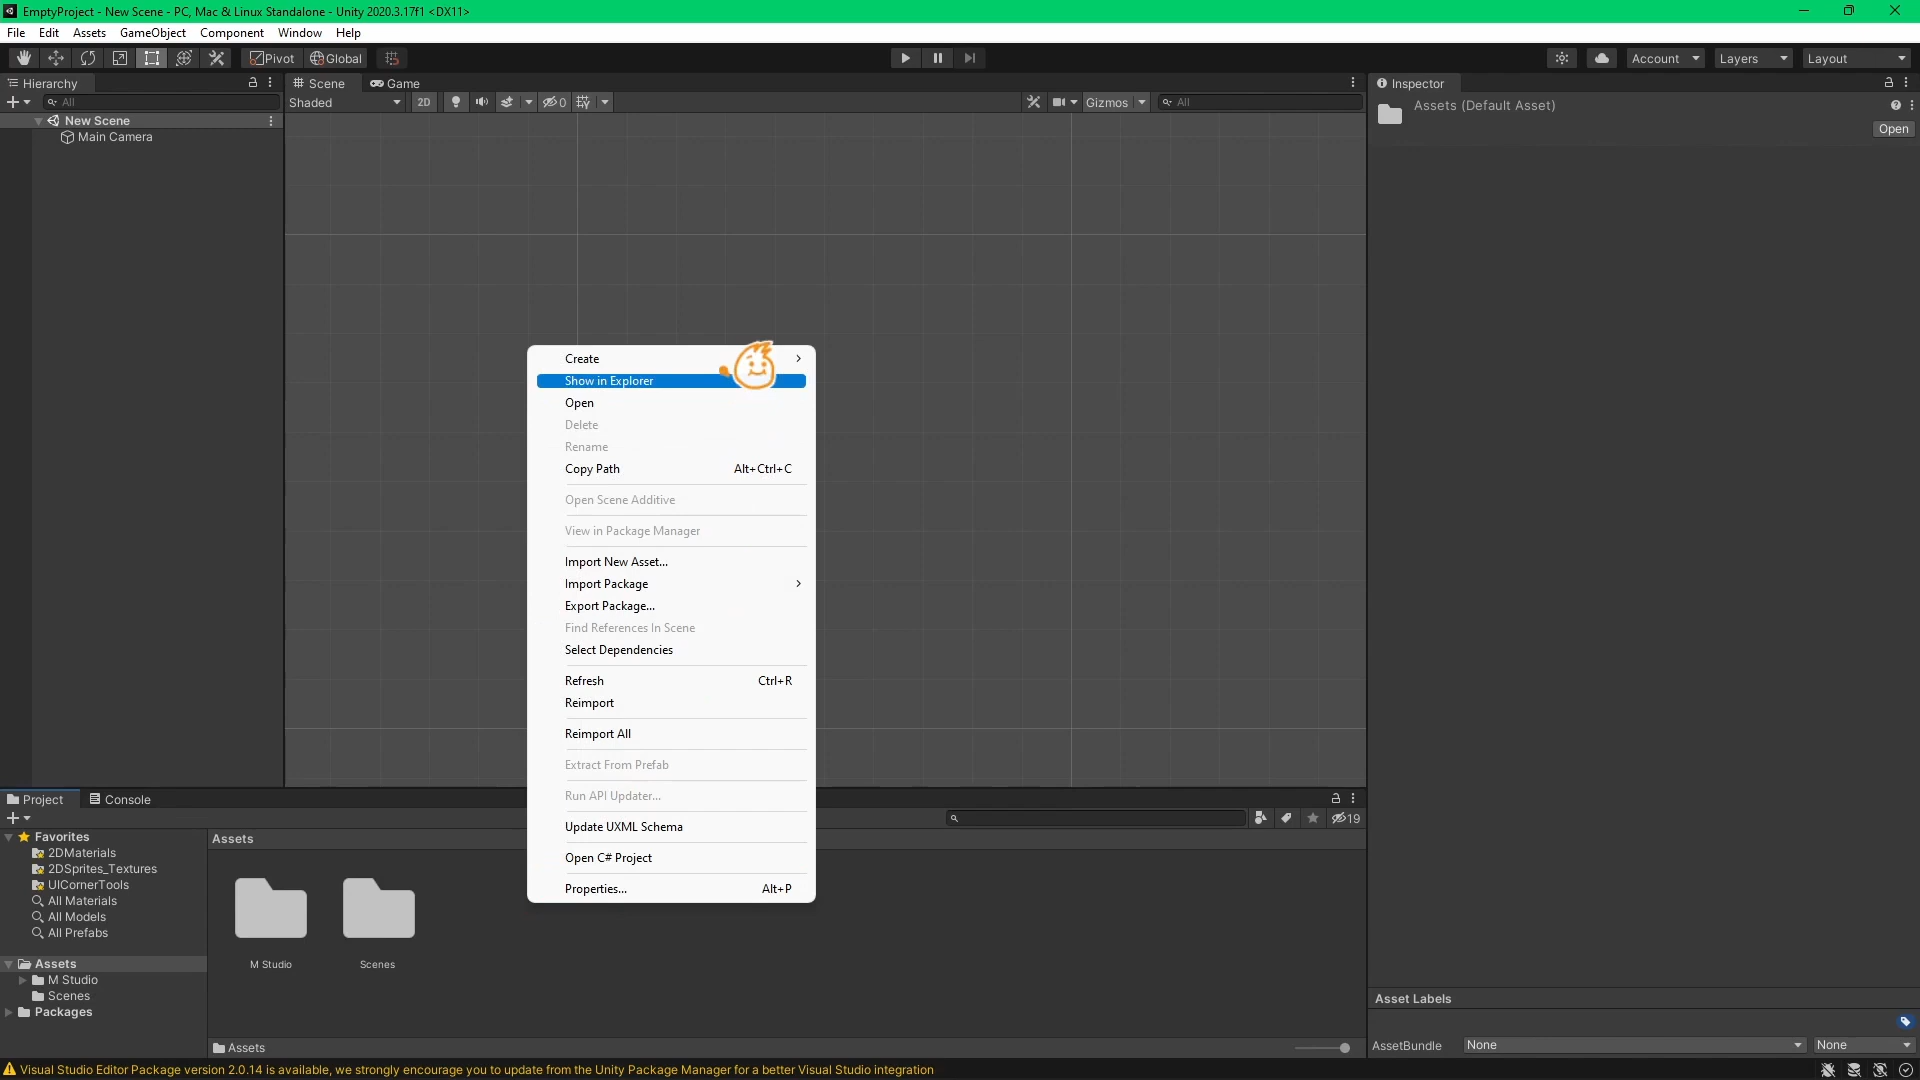 EmptyProject - New Scene - PC, Mac & Linux Standalone - Unity 2020.3.17f1 <DX11>
File Edit Assets GameObject Component Window Help
Pivot Global Account Layers Layout
Hierarchy
All
New Scene
Main Camera
Scene Game
Shaded 2D 0 Gizmos All
Inspector
Assets (Default Asset)
Open
Create
Show in Explorer
Open
Delete
Rename
Copy Path Alt+Ctrl+C
Open Scene Additive
View in Package Manager
Import New Asset...
Import Package
Export Package...
Find References In Scene
Select Dependencies
Refresh Ctrl+R
Reimport
Reimport All
Extract From Prefab
Run API Updater...
Update UXML Schema
Open C# Project
Properties... Alt+P
Project Console
19
Favorites
2DMaterials
2DSprites_Textures
UICornerTools
All Materials
All Models
All Prefabs
Assets
M Studio
Scenes
Packages
Assets
M Studio Scenes
Assets
Asset Labels
AssetBundle None None
Visual Studio Editor Package version 2.0.14 is available, we strongly encourage you to update from the Unity Package Manager for a better Visual Studio integration